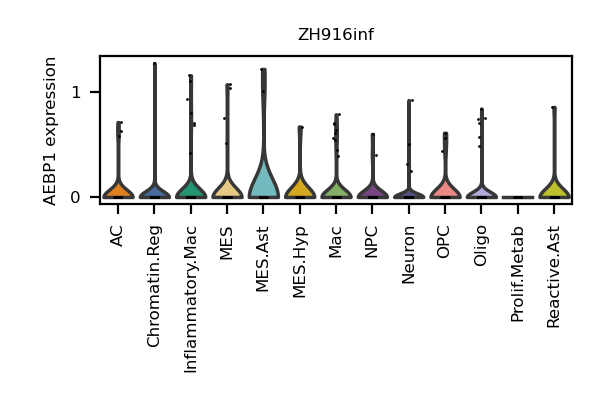 ZH916inf
AEBP1 expression
1
0
AC
Chromatin.Reg
Inflammatory.Mac
MES
MES.Ast
MES.Hyp
Mac
NPC
Neuron
OPC
Oligo
Prolif.Metab
Reactive.Ast